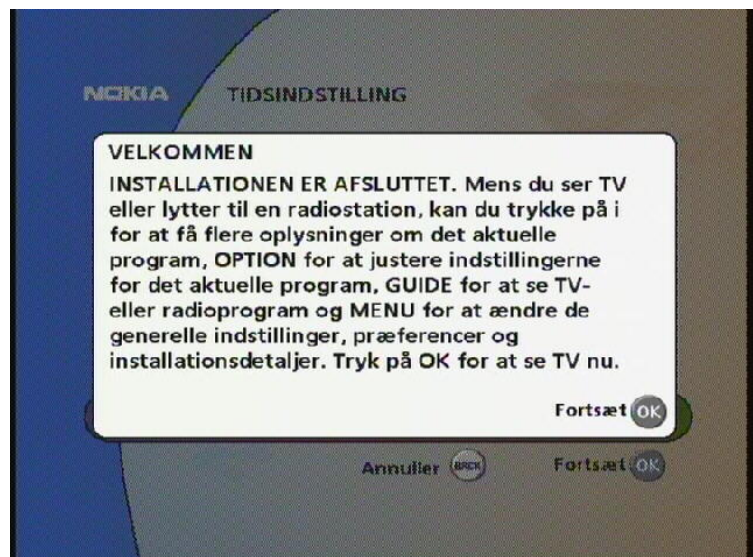 NOKIA TIDSINDSTILLING
VELKOMMEN
INSTALLATIONEN ER AFSLUTTET. Mens du ser TV
eller lytter til en radiostation, kan du trykke på i
for at få flere oplysninger om det aktuelle
program, OPTION for at justere indstillingerne
for det aktuelle program, GUIDE for at se TV-
eller radioprogram og MENU for at ændre de
generelle indstillinger, præferencer og
installationsdetaljer. Tryk på OK for at se TV nu.
Fortsæt OK
Annuller BACK Fortsæt OK